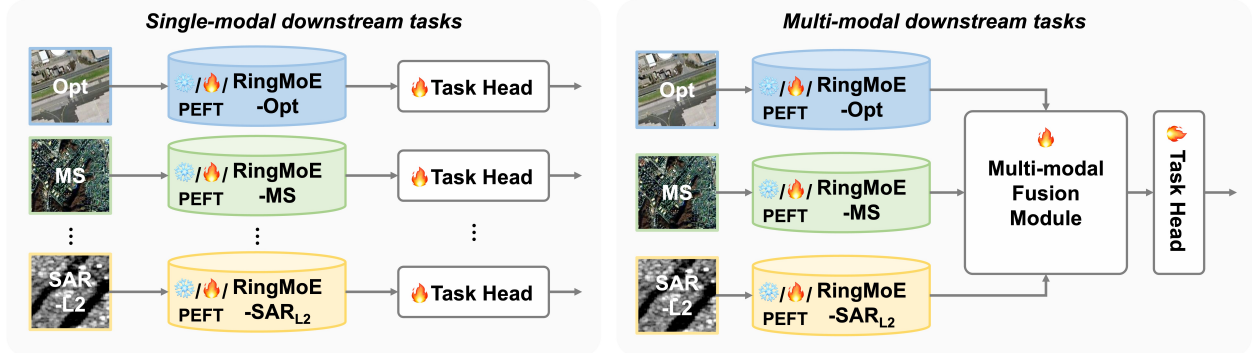 Single-modal downstream tasks
Opt
❄️/🔥/ RingMoE
PEFT -Opt
🔥Task Head
MS
❄️/🔥/ RingMoE
PEFT -MS
🔥Task Head
⋮ ⋮ ⋮
SAR
-L2
❄️/🔥/ RingMoE
PEFT -SAR_L2
🔥Task Head
Multi-modal downstream tasks
Opt
❄️/🔥/ RingMoE
PEFT -Opt
MS
❄️/🔥/ RingMoE
PEFT -MS
SAR
-L2
❄️/🔥/ RingMoE
PEFT -SAR_L2
🔥
Multi-modal
Fusion
Module
🔥Task Head